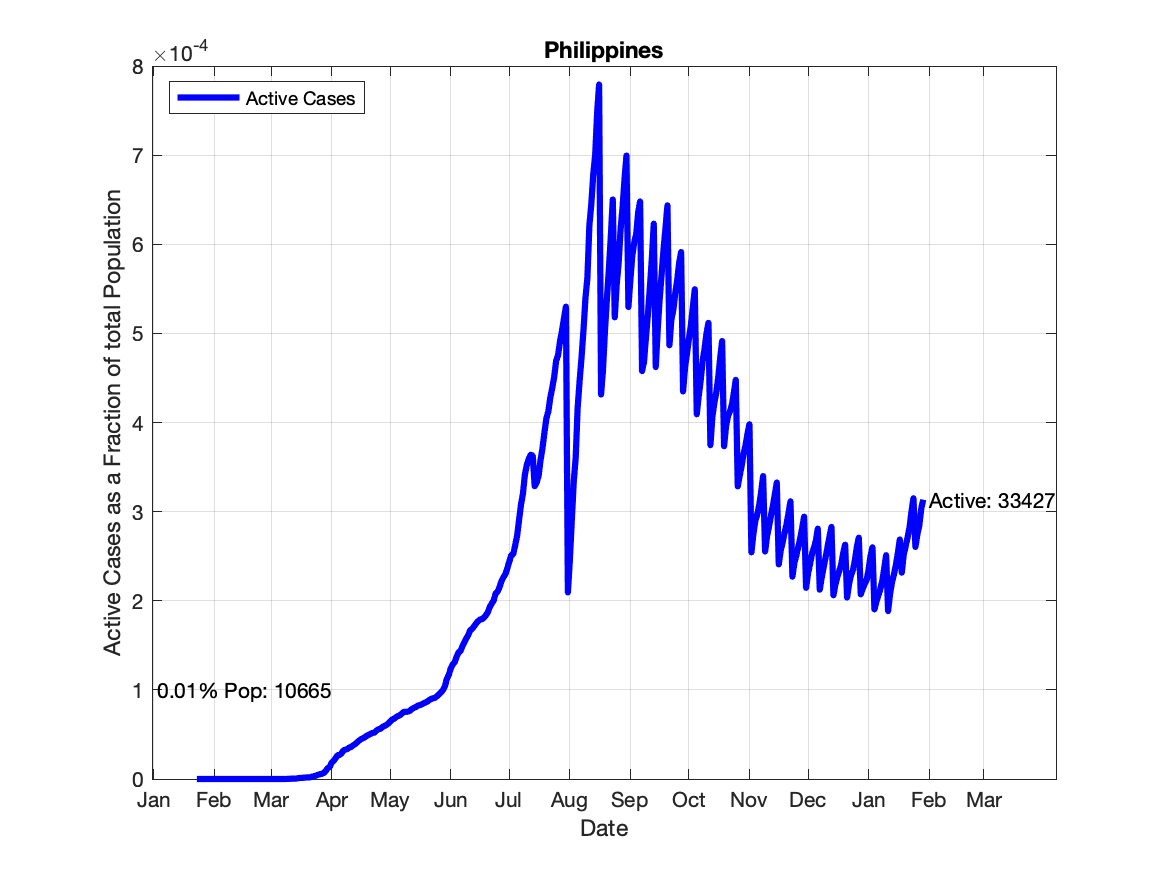 Philippines
×10-4
8
7
6
5
4
3
2
1
0
Active Cases as a Fraction of total Population
Active Cases
0.01% Pop: 10665
Active: 33427
Jan Feb Mar Apr May Jun Jul Aug Sep Oct Nov Dec Jan Feb Mar
Date